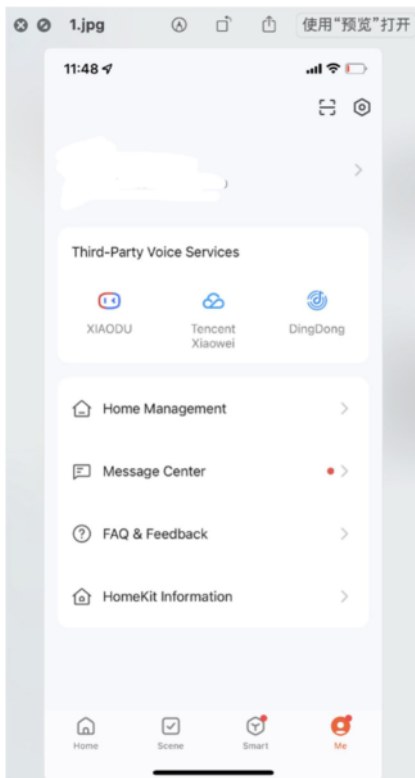 1.jpg
使用“预览”打开
11:48
Third-Party Voice Services
XIAODU
Tencent
Xiaowei
DingDong
Home Management
Message Center
FAQ & Feedback
HomeKit Information
Home
Scene
Smart
Me